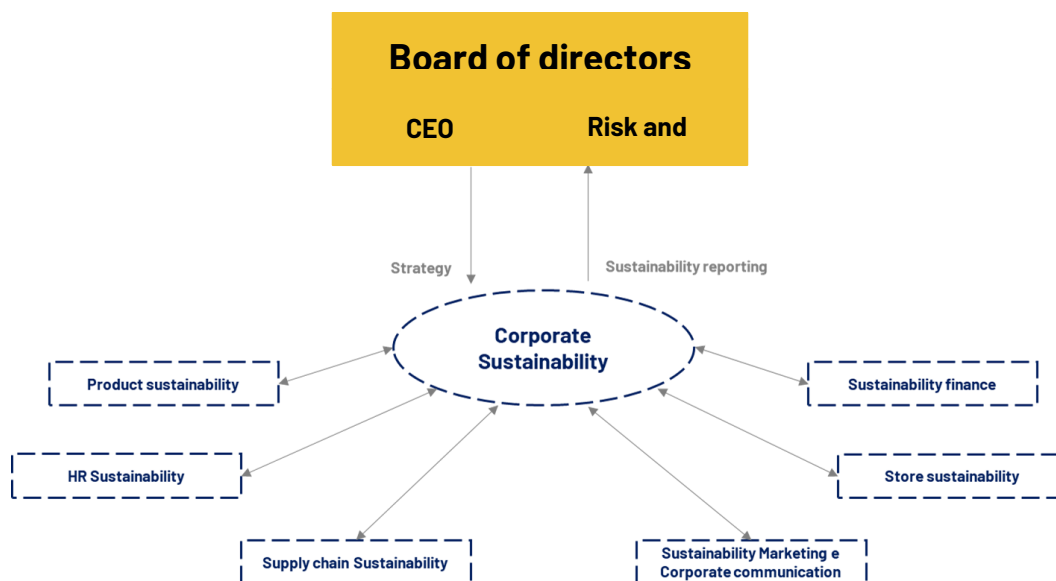 Board of directors
CEO
Risk and
Strategy
Sustainability reporting
Corporate
Sustainability
Product sustainability
Sustainability finance
HR Sustainability
Store sustainability
Supply chain Sustainability
Sustainability Marketing e
Corporate communication